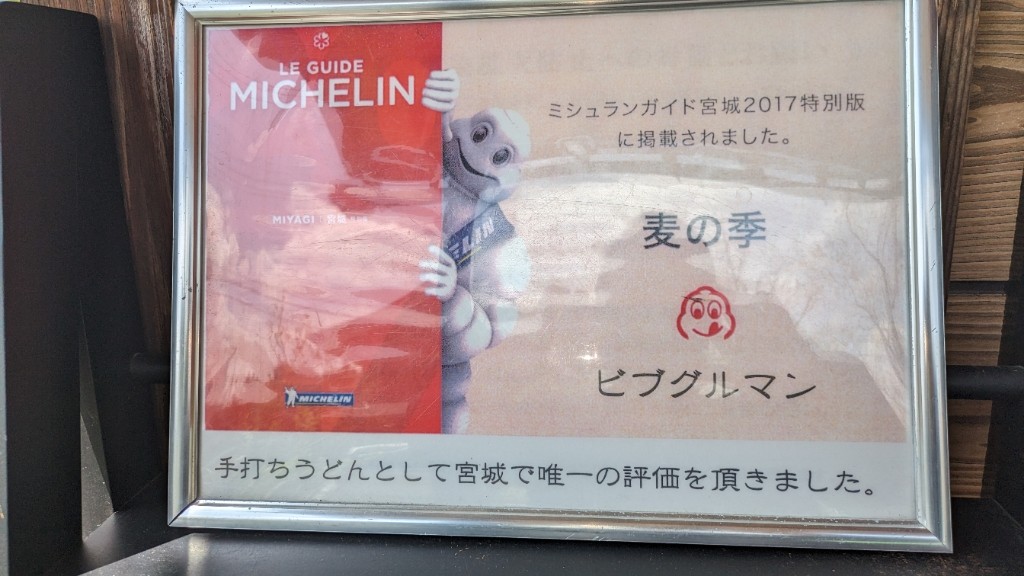 LE GUIDE
MICHELIN
MIYAGI 宮城
MICHELIN
ミシュランガイド宮城2017特別版
に掲載されました。
麦の季
ビブグルマン
手打ちうどんとして宮城で唯一の評価を頂きました。